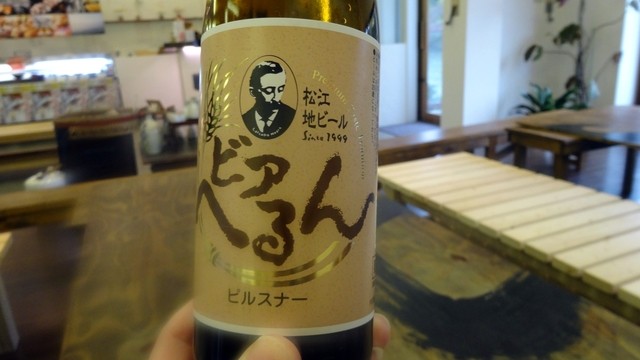 松江
地ビール
Since 1999
ビア
へるん
ピルスナー